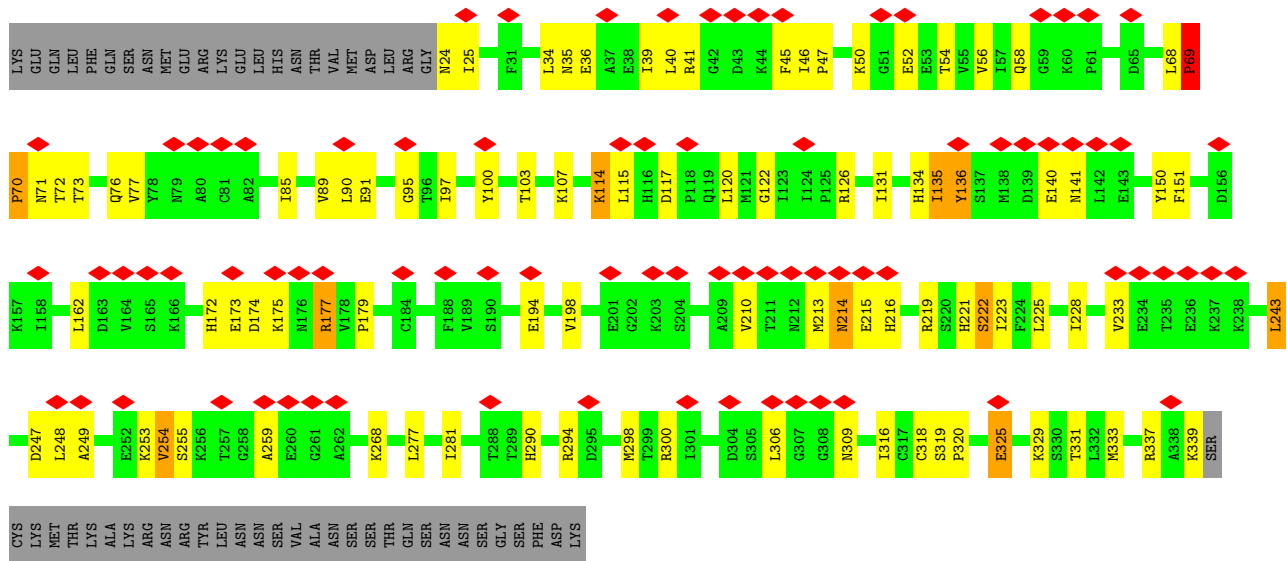 LYS GLU GLN LEU PHE GLN SER ASN MET GLU ARG LYS GLU LEU HIS ASN THR VAL MET ASP LEU ARG GLY N24 I25 F31 L34 N35 E36 A37 E38 I39 L40 R41 G42 D43 K44 F45 I46 P47 K50 G51 E52 E53 T54 V55 V56 I57 Q58 G59 K60 P61 D65 L68 P69
P70 N71 T72 T73 Q76 V77 Y78 N79 A80 C81 A82 I85 V89 L90 E91 G95 T96 I97 Y100 T103 K107 K114 L115 H116 D117 P118 Q119 L120 M121 G122 I123 I124 P125 R126 I131 H134 I135 Y136 S137 M138 D139 E140 N141 L142 E143 Y150 F151 D156
K157 I158 L162 D163 V164 S165 K166 H172 E173 D174 K175 N176 R177 V178 P179 C184 F188 V189 S190 E194 V198 E201 G202 K203 S204 A209 V210 T211 N212 M213 N214 E215 H216 R219 S220 H221 S222 I223 F224 L225 I228 V233 E234 T235 E236 K237 K238 L243
D247 L248 A249 E252 K253 V254 S255 K256 T257 G258 A259 E260 G261 A262 K268 L277 I281 T288 T289 H290 R294 D295 M298 T299 R300 I301 D304 S305 L306 G307 G308 N309 I316 C317 C318 S319 P320 E325 K329 S330 T331 L332 M333 R337 A338 K339 SER
CYS LYS MET THR LYS ALA LYS ARG ASN ARG TYR LEU ASN ASN SER VAL ALA ASN SER SER THR GLN SER ASN ASN SER GLY SER PHE ASP LYS